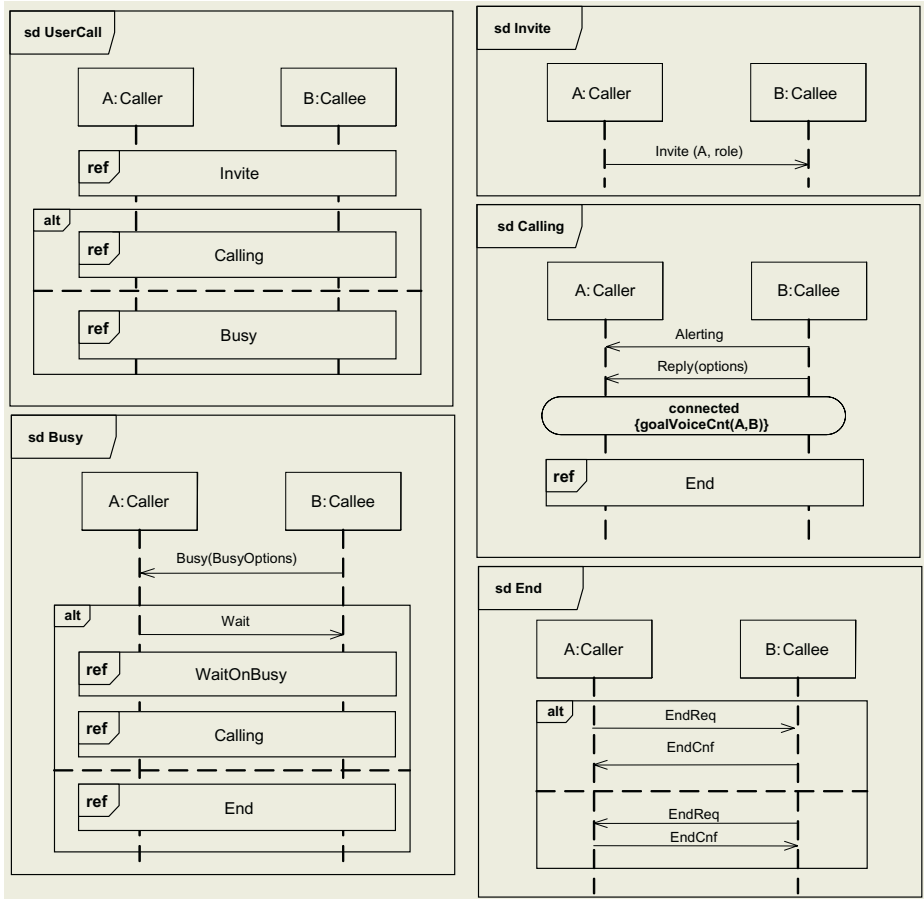 sd UserCall
A:Caller
B:Callee
ref
Invite
alt
ref
Calling
ref
Busy
sd Busy
A:Caller
B:Callee
Busy(BusyOptions)
alt
Wait
ref
WaitOnBusy
ref
Calling
ref
End
sd Invite
A:Caller
B:Callee
Invite (A, role)
sd Calling
A:Caller
B:Callee
Alerting
Reply(options)
connected
{goalVoiceCnt(A,B)}
ref
End
sd End
A:Caller
B:Callee
alt
EndReq
EndCnf
EndReq
EndCnf